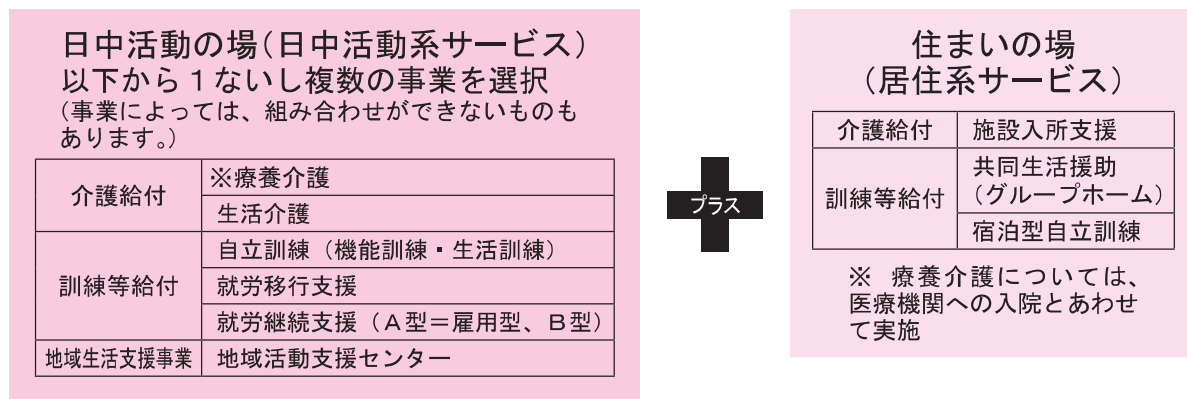 日中活動の場（日中活動系サービス）
以下から１ないし複数の事業を選択
（事業によっては、組み合わせができないものも
あります。）
介護給付
※療養介護
生活介護
訓練等給付
自立訓練（機能訓練・生活訓練）
就労移行支援
就労継続支援（Ａ型＝雇用型、Ｂ型）
地域生活支援事業
地域活動支援センター
プラス
住まいの場
（居住系サービス）
介護給付
施設入所支援
訓練等給付
共同生活援助
（グループホーム）
宿泊型自立訓練
※ 療養介護については、
医療機関への入院とあわせ
て実施